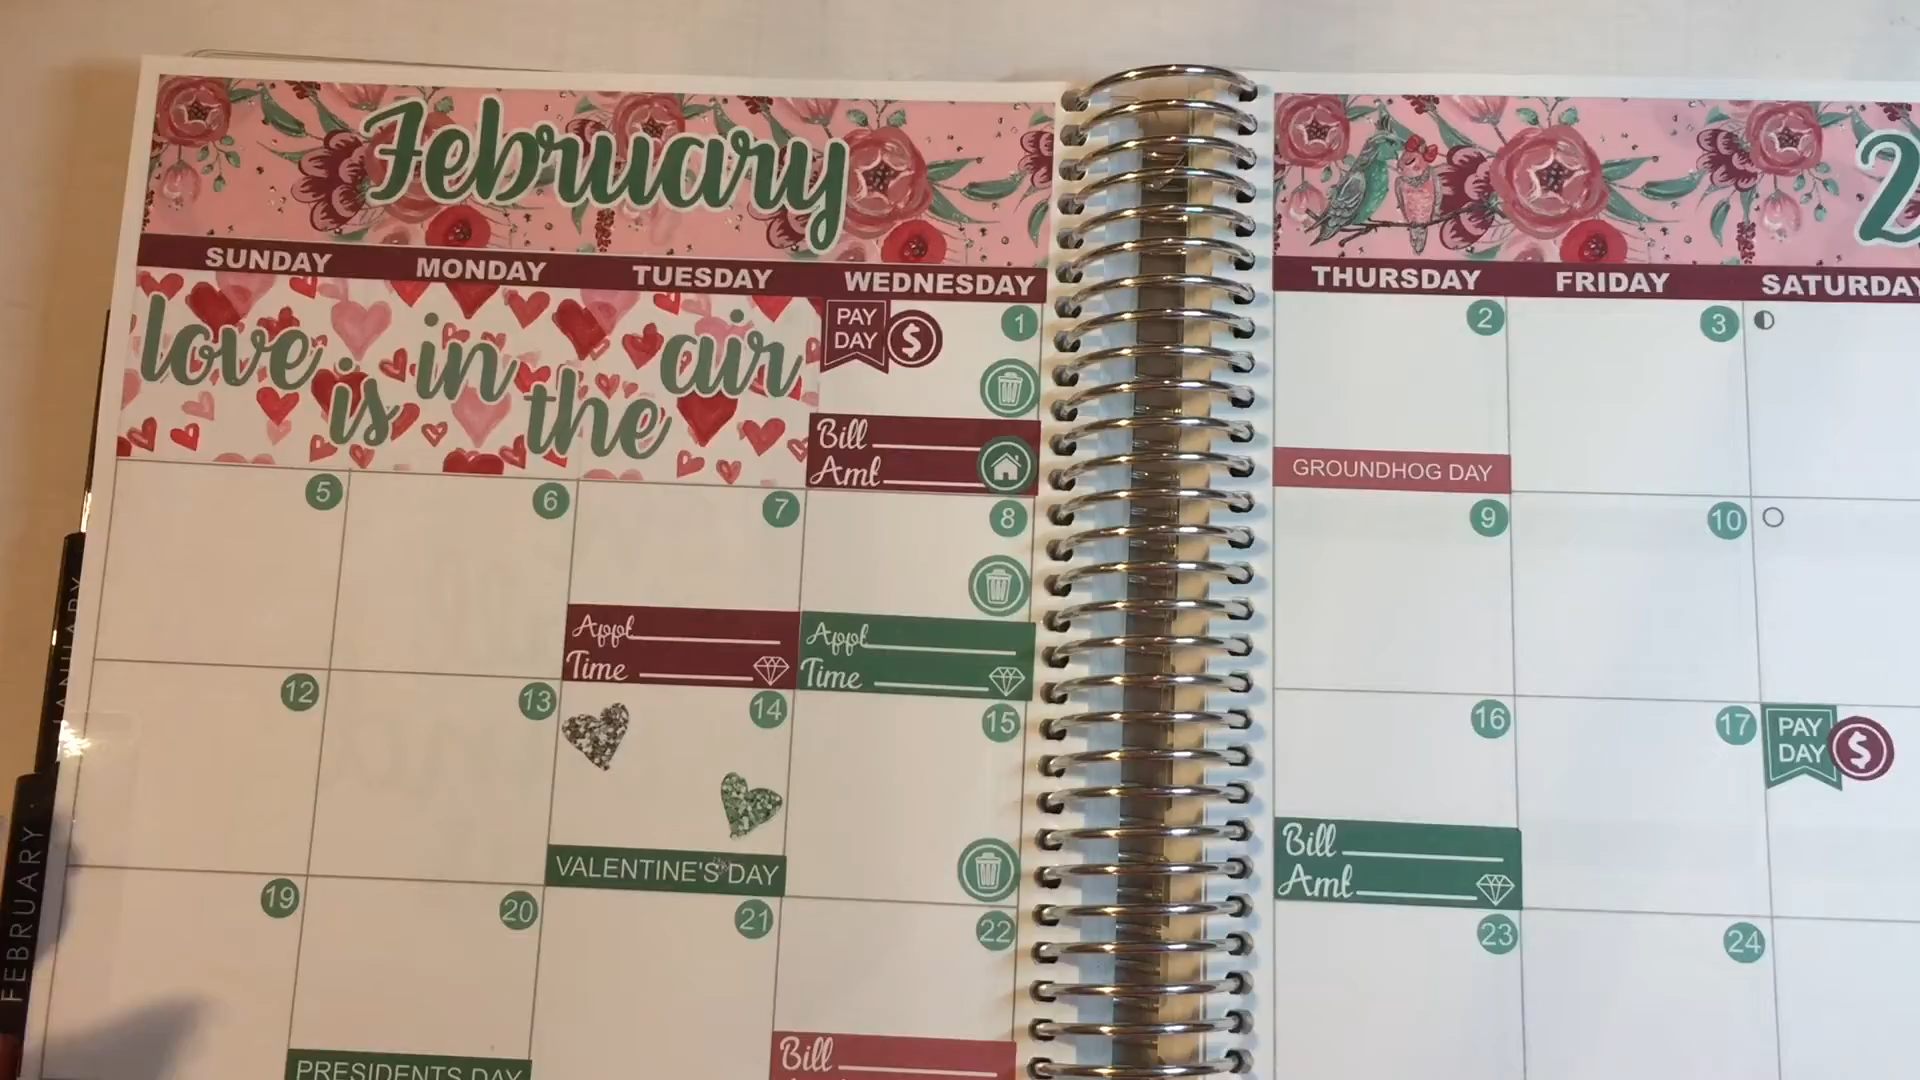 February
2
SUNDAY MONDAY TUESDAY WEDNESDAY THURSDAY FRIDAY SATURDAY
love is in the air
PAY DAY $ 1
Bill
Amt
2
GROUNDHOG DAY
3
5
6
7
Appt
Time
8
Appt
Time
9
10
12
13
14
VALENTINE'S DAY
15
16
Bill
Amt
17
PAY DAY $
19
20
PRESIDENTS DAY
21
22
Bill
23
24
JANUARY
FEBRUARY